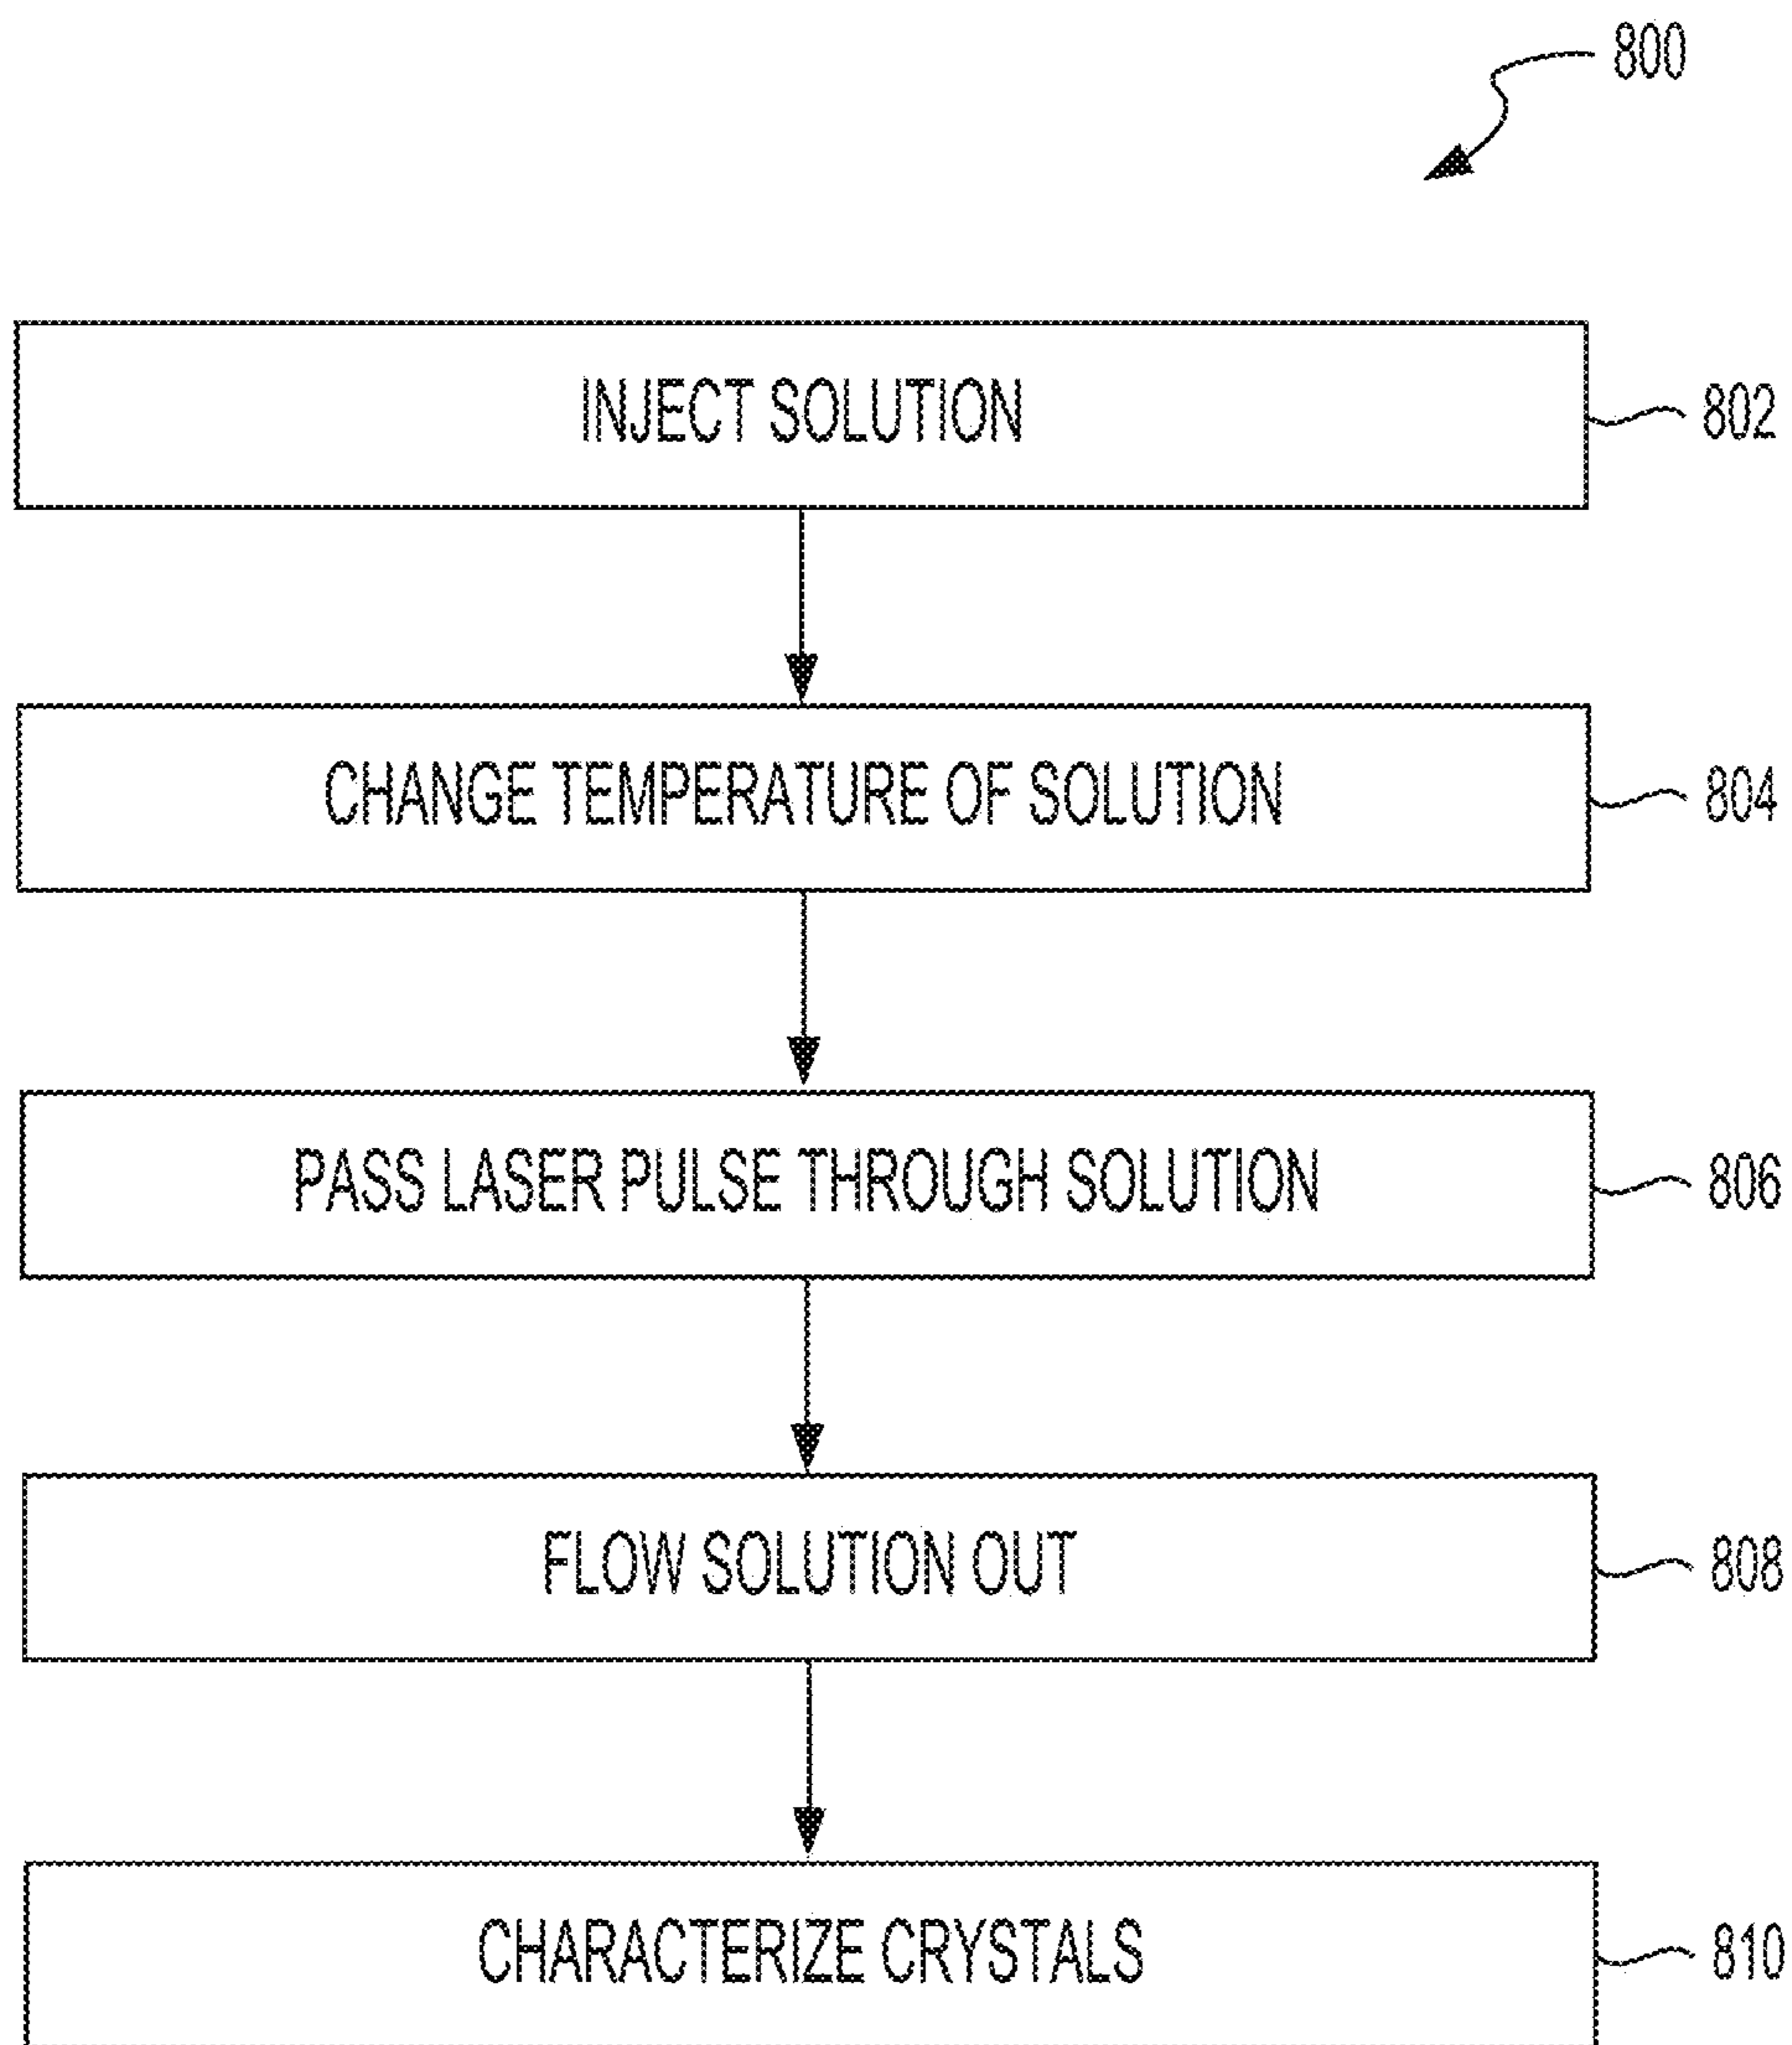 800
INJECT SOLUTION
802
CHANGE TEMPERATURE OF SOLUTION
804
PASS LASER PULSE THROUGH SOLUTION
806
FLOW SOLUTION OUT
808
CHARACTERIZE CRYSTALS
810